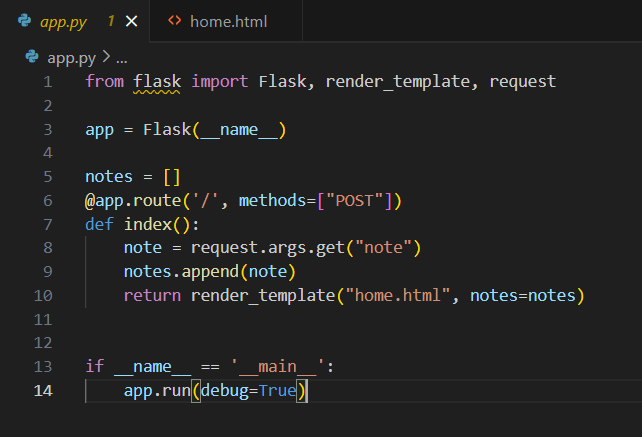 app.py 1 × <> home.html
app.py > ...
1 from flask import Flask, render_template, request
2
3 app = Flask(__name__)
4
5 notes = []
6 @app.route('/', methods=["POST"])
7 def index():
8     note = request.args.get("note")
9     notes.append(note)
10     return render_template("home.html", notes=notes)
11
12
13 if __name__ == '__main__':
14     app.run(debug=True)